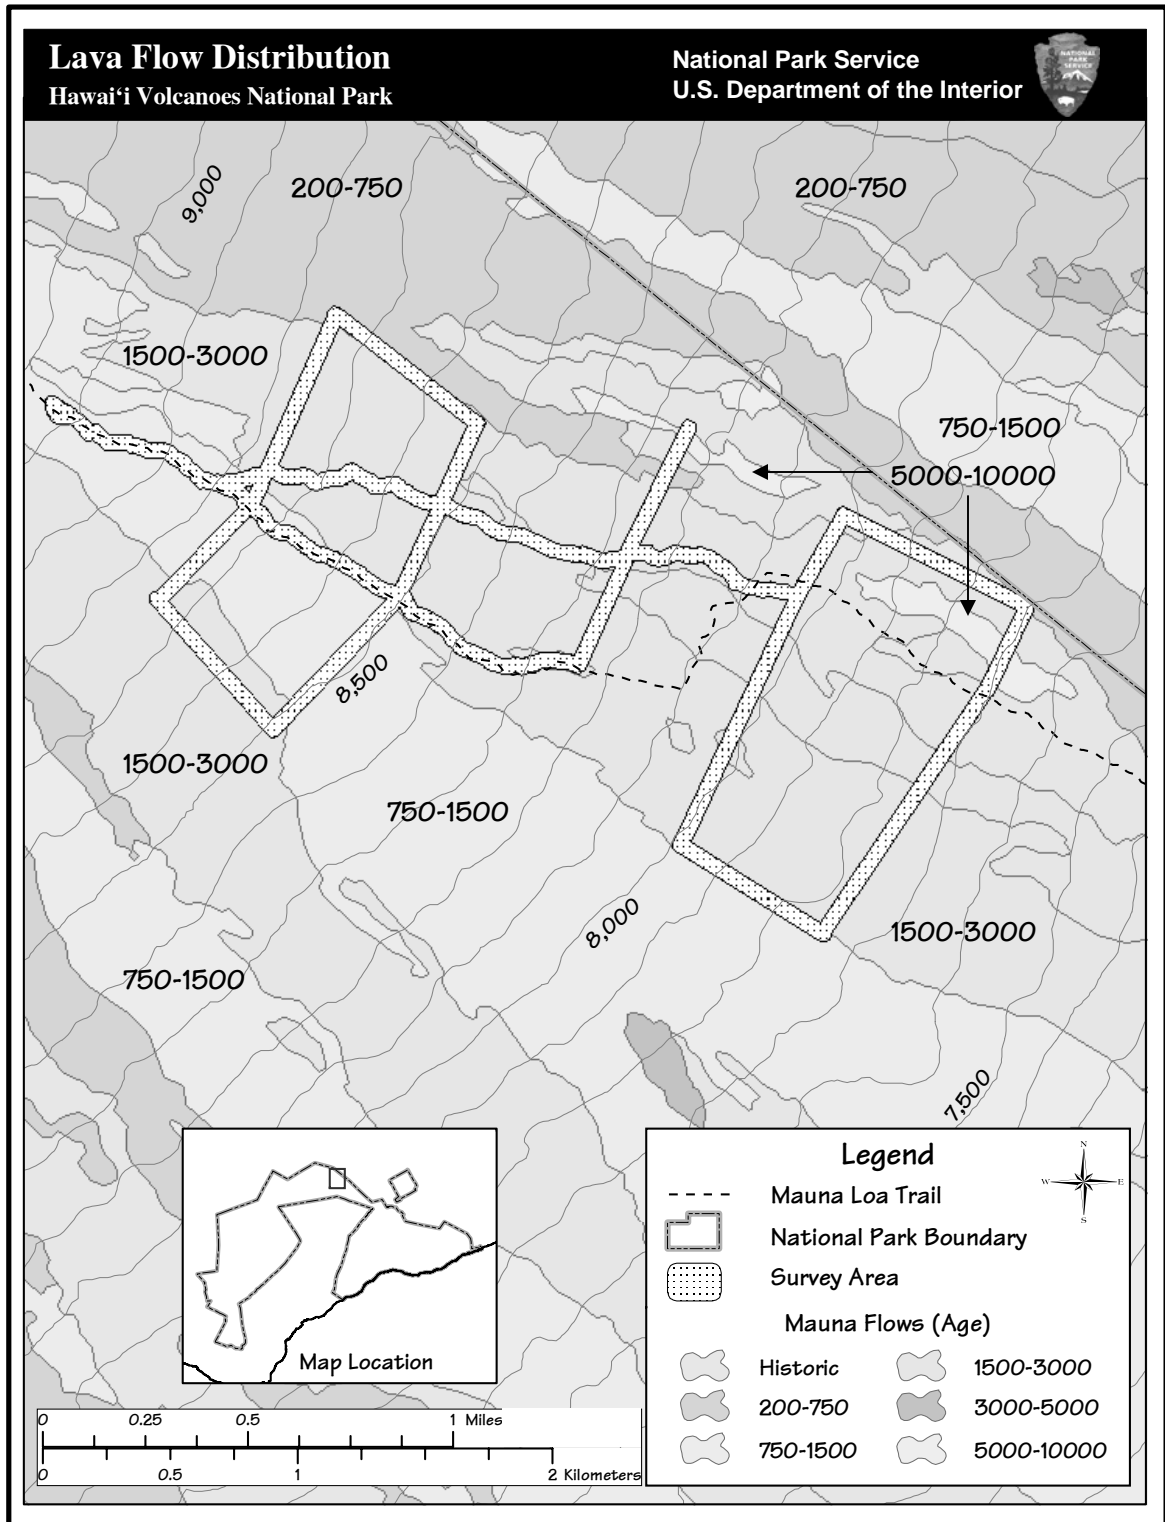 Lava Flow Distribution
Hawai‘i Volcanoes National Park
National Park Service
U.S. Department of the Interior
NATIONAL
PARK
SERVICE
9,000
200-750
200-750
1500-3000
750-1500
5000-10000
8,500
1500-3000
750-1500
8,000
1500-3000
750-1500
7,500
Map Location
Legend
N
W
E
S
Mauna Loa Trail
National Park Boundary
Survey Area
Mauna Flows (Age)
Historic
1500-3000
200-750
3000-5000
750-1500
5000-10000
0 0.25 0.5 1 Miles
0 0.5 1 2 Kilometers